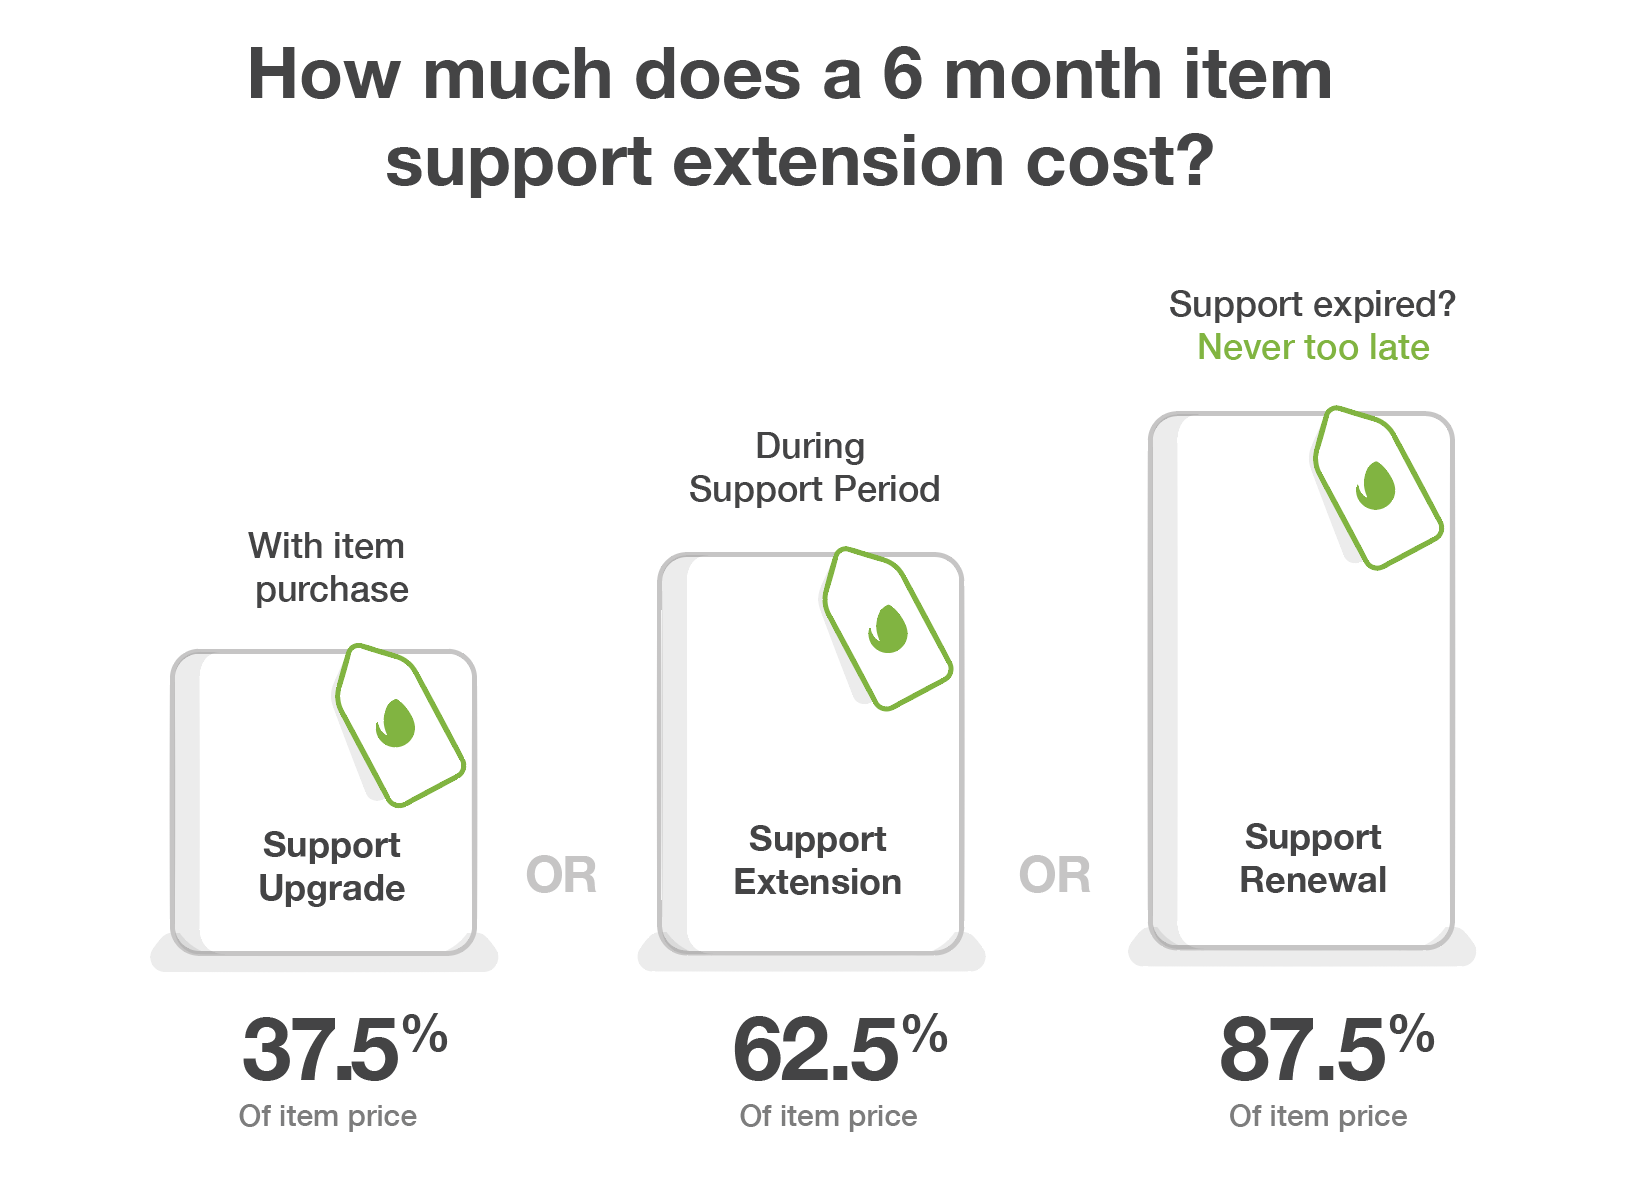 How much does a 6 month item
support extension cost?
With item
purchase
Support
Upgrade
37.5%
Of item price
OR
During
Support Period
Support
Extension
62.5%
Of item price
OR
Support expired?
Never too late
Support
Renewal
87.5%
Of item price